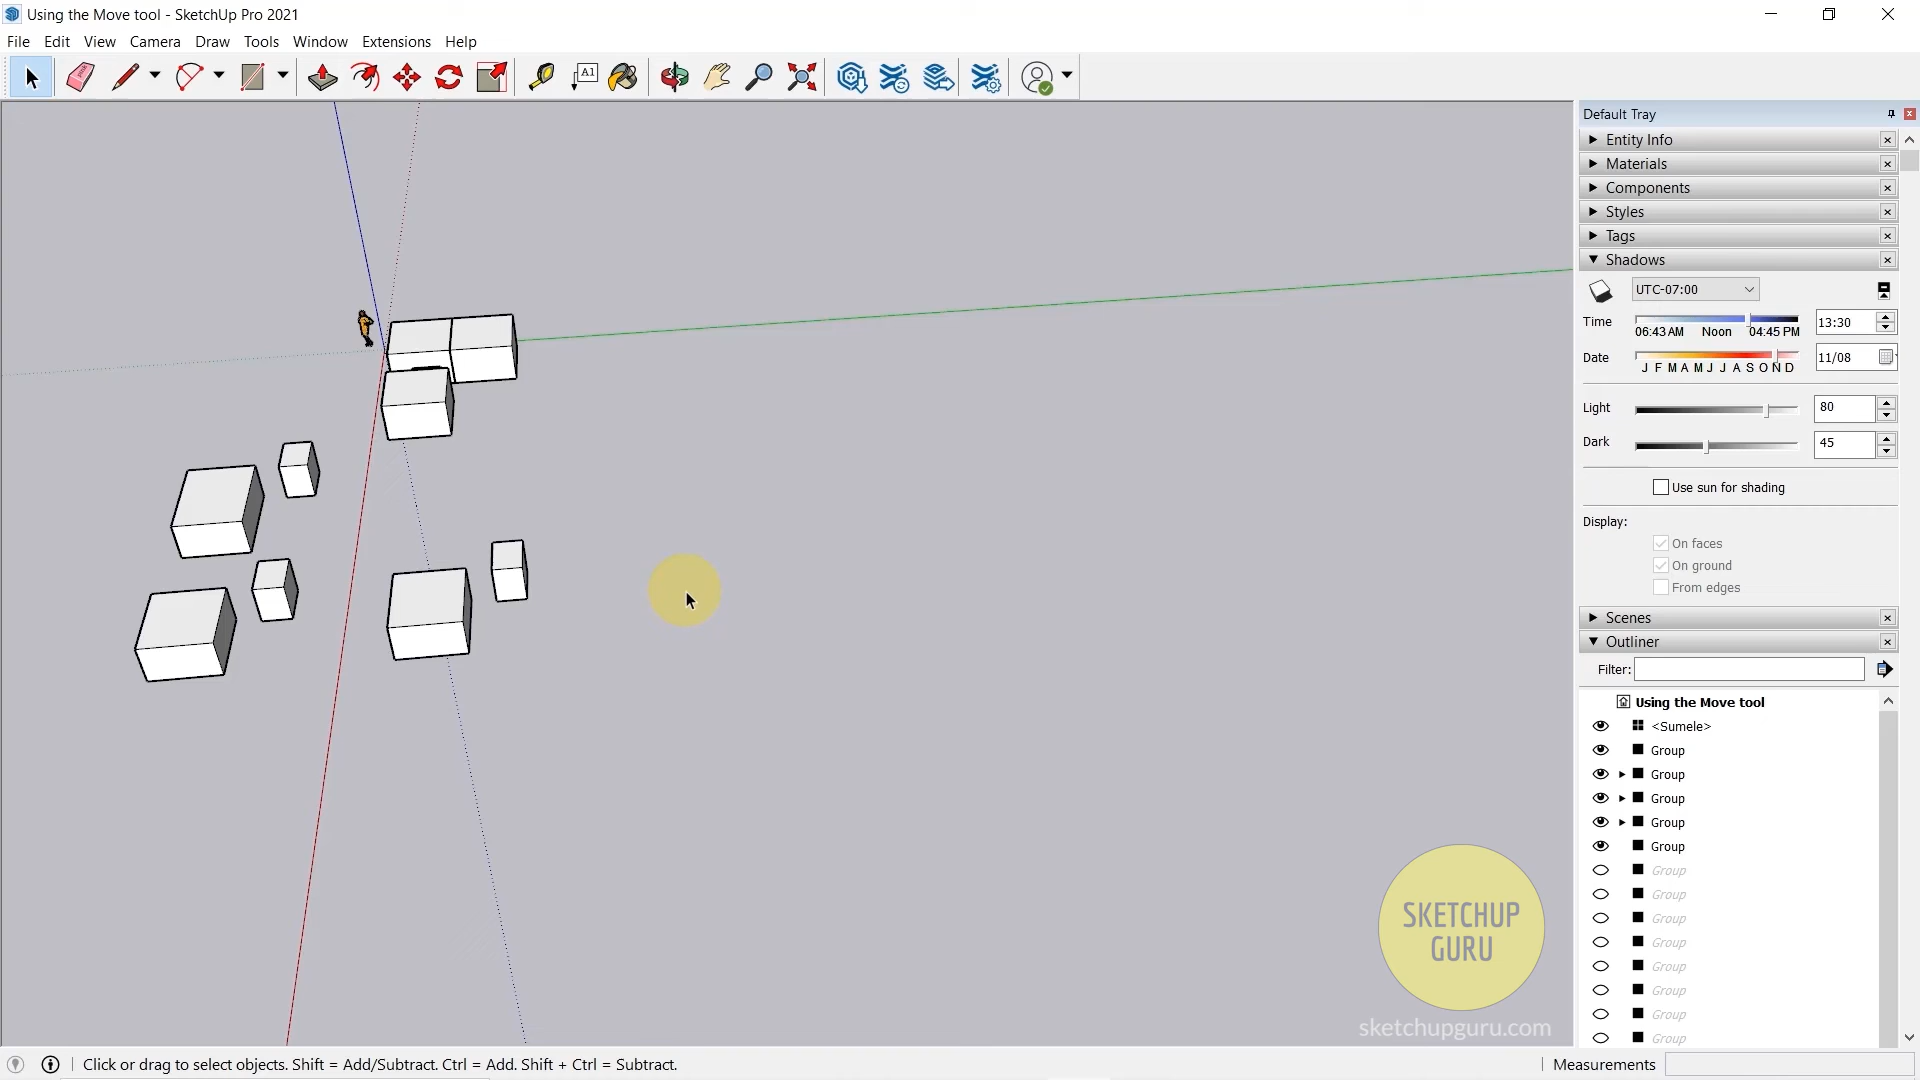 Using the Move tool - SketchUp Pro 2021
File Edit View Camera Draw Tools Window Extensions Help
A1
Default Tray
Entity Info
Materials
Components
Styles
Tags
Shadows
UTC-07:00
Time 06:43 AM Noon 04:45 PM 13:30
Date J F M A M J J A S O N D 11/08
Light 80
Dark 45
Use sun for shading
Display:
On faces
On ground
From edges
Scenes
Outliner
Filter:
Using the Move tool
<Sumele>
Group
Group
Group
Group
Group
Group
Group
Group
Group
Group
Group
Group
Group
SKETCHUP
GURU
sketchupguru.com
Click or drag to select objects. Shift = Add/Subtract. Ctrl = Add. Shift + Ctrl = Subtract.
Measurements